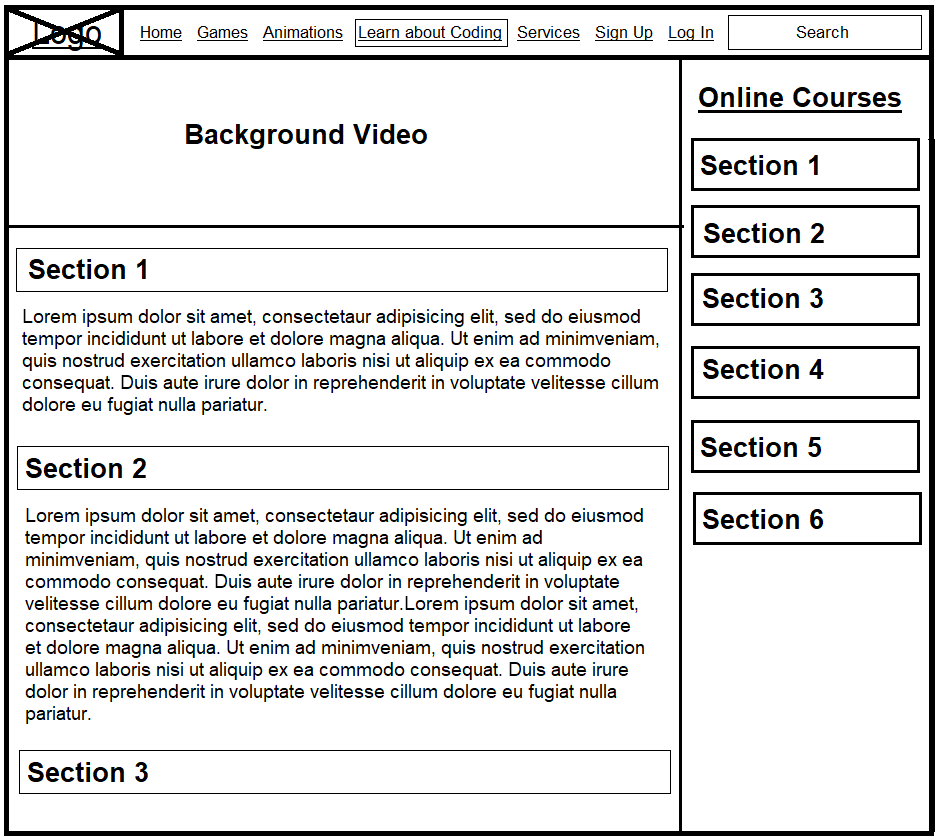 Logo
Home Games Animations Learn about Coding Services Sign Up Log In Search
Background Video
Section 1
Lorem ipsum dolor sit amet, consectetaur adipisicing elit, sed do eiusmod
tempor incididunt ut labore et dolore magna aliqua. Ut enim ad minimveniam,
quis nostrud exercitation ullamco laboris nisi ut aliquip ex ea commodo
consequat. Duis aute irure dolor in reprehenderit in voluptate velitesse cillum
dolore eu fugiat nulla pariatur.
Section 2
Lorem ipsum dolor sit amet, consectetaur adipisicing elit, sed do eiusmod
tempor incididunt ut labore et dolore magna aliqua. Ut enim ad
minimveniam, quis nostrud exercitation ullamco laboris nisi ut aliquip ex ea
commodo consequat. Duis aute irure dolor in reprehenderit in voluptate
velitesse cillum dolore eu fugiat nulla pariatur.Lorem ipsum dolor sit amet,
consectetaur adipisicing elit, sed do eiusmod tempor incididunt ut labore
et dolore magna aliqua. Ut enim ad minimveniam, quis nostrud exercitation
ullamco laboris nisi ut aliquip ex ea commodo consequat. Duis aute irure
dolor in reprehenderit in voluptate velitesse cillum dolore eu fugiat nulla
pariatur.
Section 3
Online Courses
Section 1
Section 2
Section 3
Section 4
Section 5
Section 6